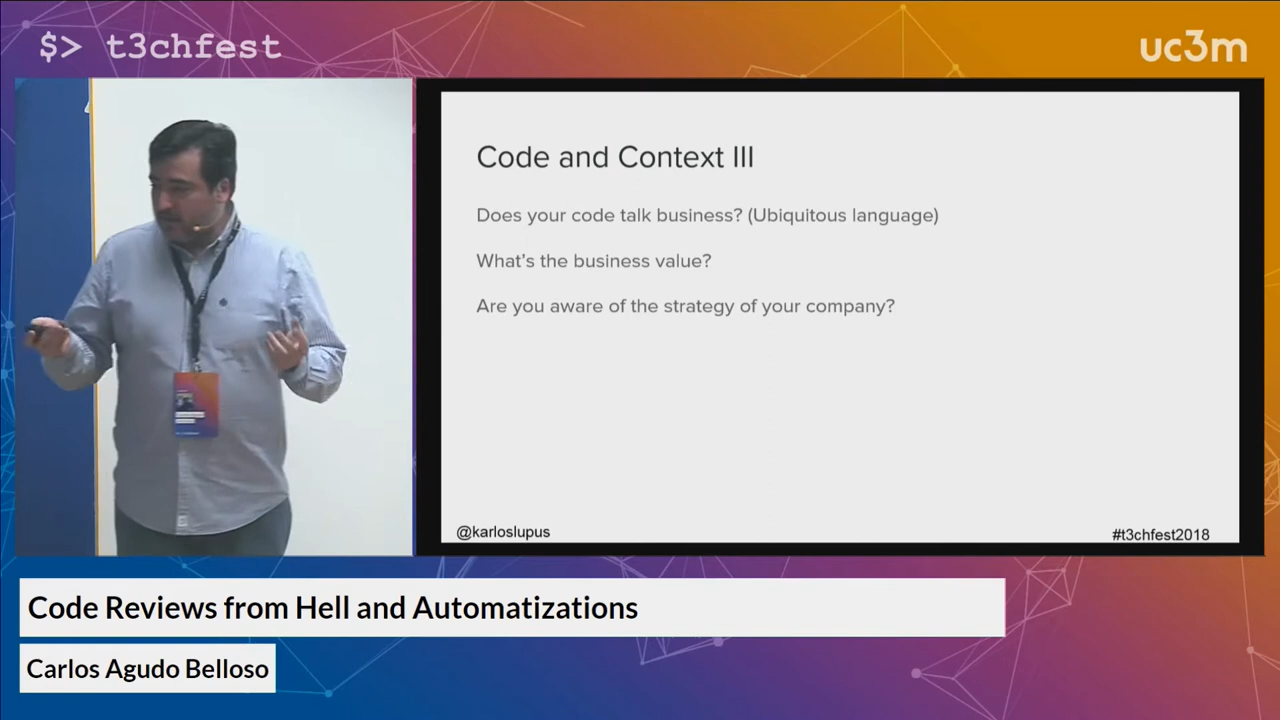 $> t3chfest
uc3m
Code and Context III
Does your code talk business? (Ubiquitous language)
What's the business value?
Are you aware of the strategy of your company?
@karloslupus
#t3chfest2018
Code Reviews from Hell and Automatizations
Carlos Agudo Belloso